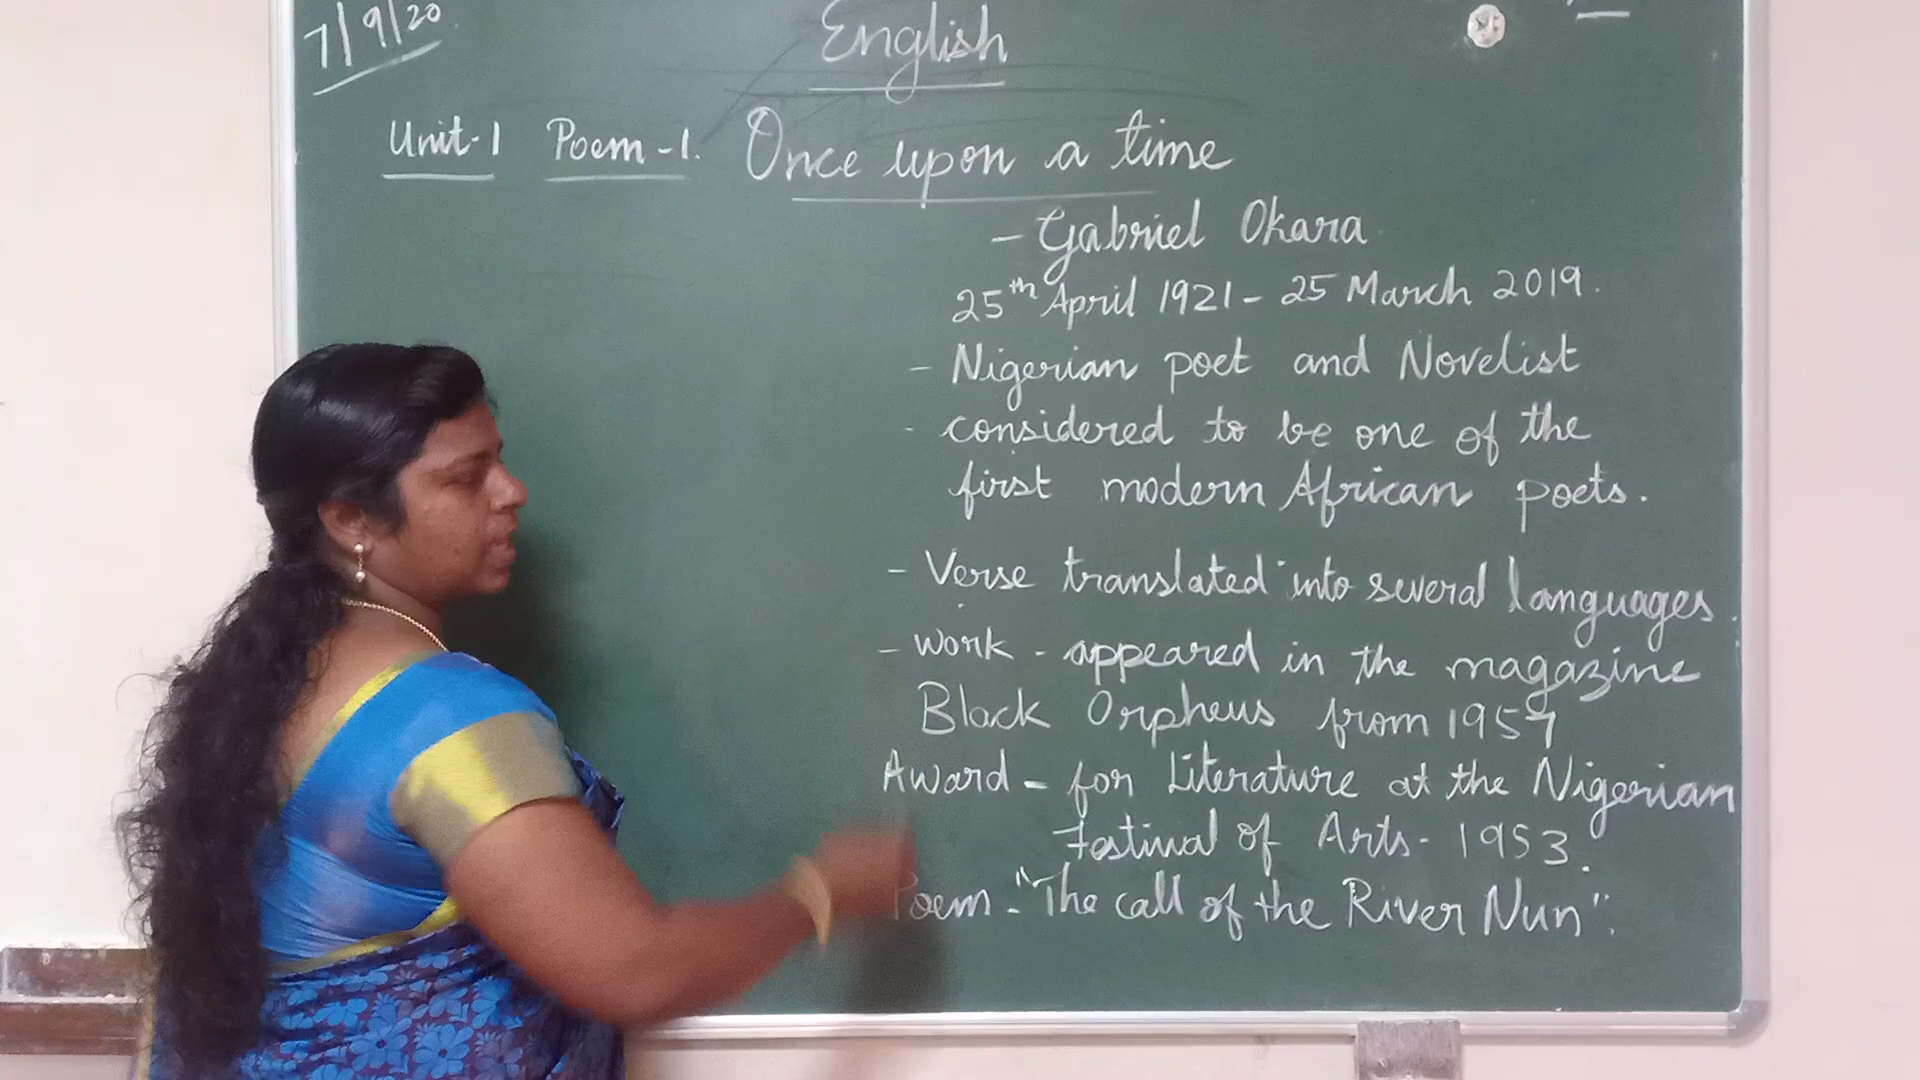 7/9/20
English
Unit-1 Poem-1. Once upon a time
- Gabriel Okara
25th April 1921 - 25 March 2019.
- Nigerian poet and Novelist
- considered to be one of the
first modern African poets.
- Verse translated into several languages.
- work - appeared in the magazine
Black Orpheus from 1957
Award - for Literature at the Nigerian
Festival of Arts - 1953.
Poem - "The call of the River Nun".